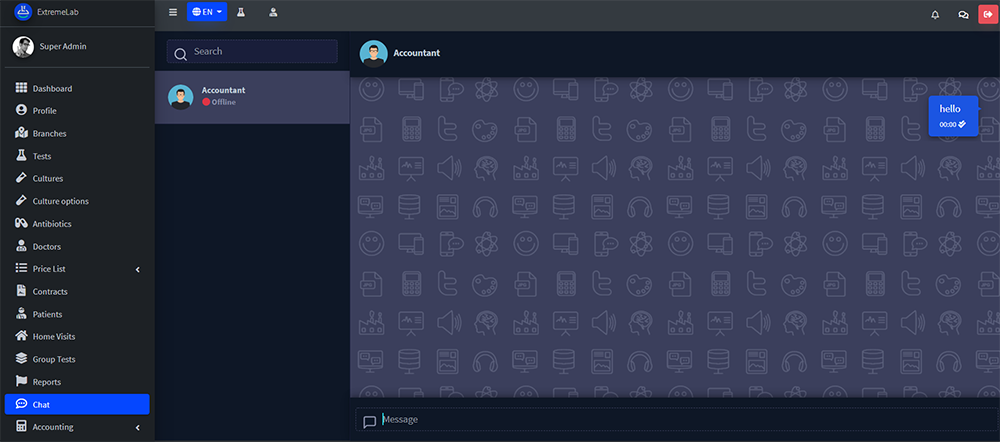 ExtremeLab
EN
Super Admin
Dashboard
Profile
Branches
Tests
Cultures
Culture options
Antibiotics
Doctors
Price List
Contracts
Patients
Home Visits
Group Tests
Reports
Chat
Accounting
Search
Accountant
Offline
Accountant
hello
00:00
Message